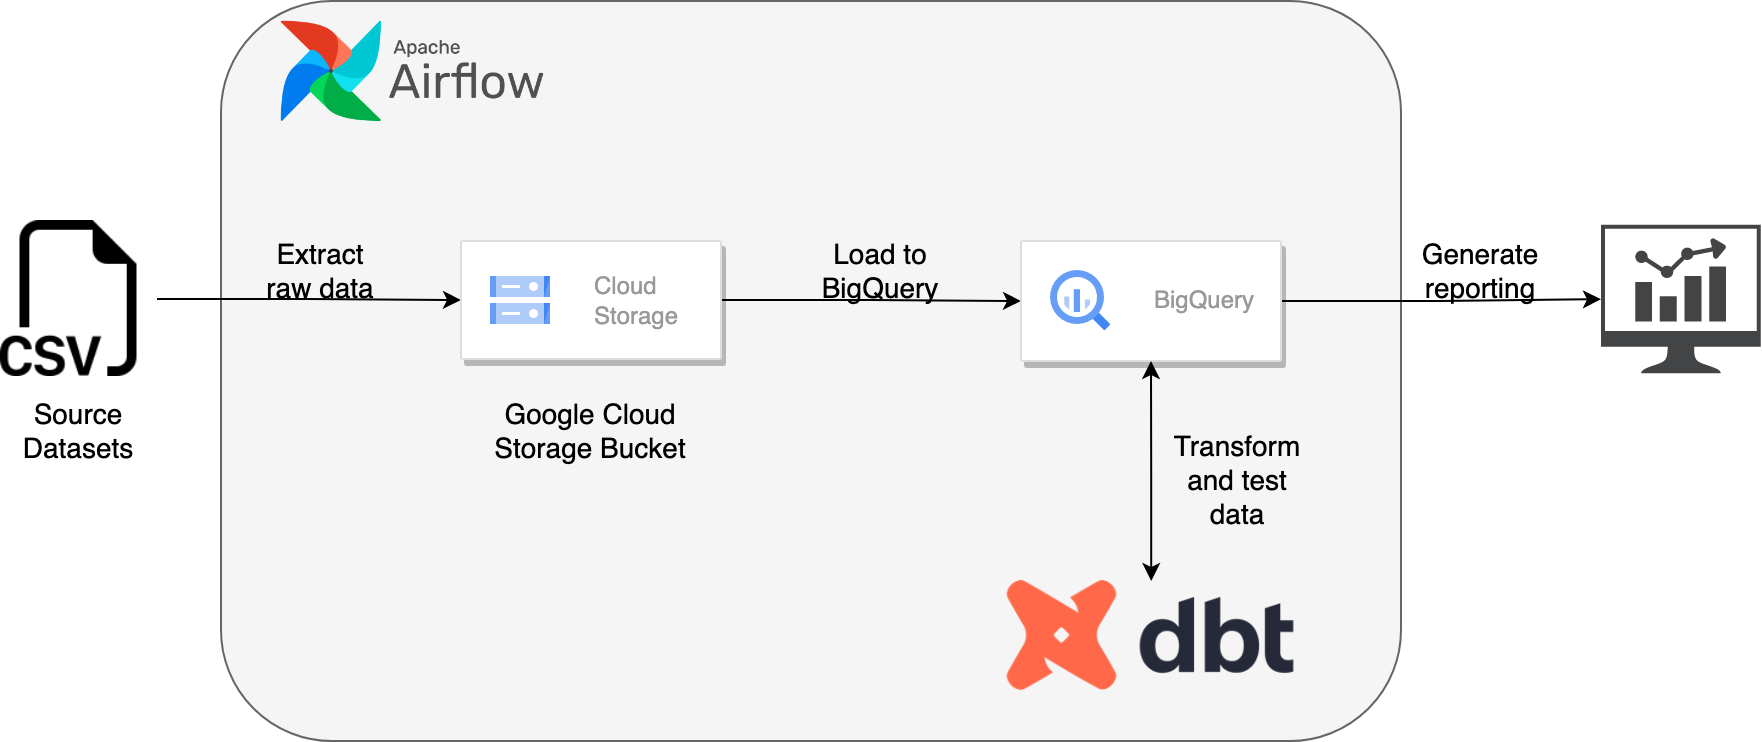 Apache
Airflow
Extract
raw data
Cloud
Storage
Load to
BigQuery
BigQuery
Generate
reporting
CSV
Source
Datasets
Google Cloud
Storage Bucket
Transform
and test
data
dbt